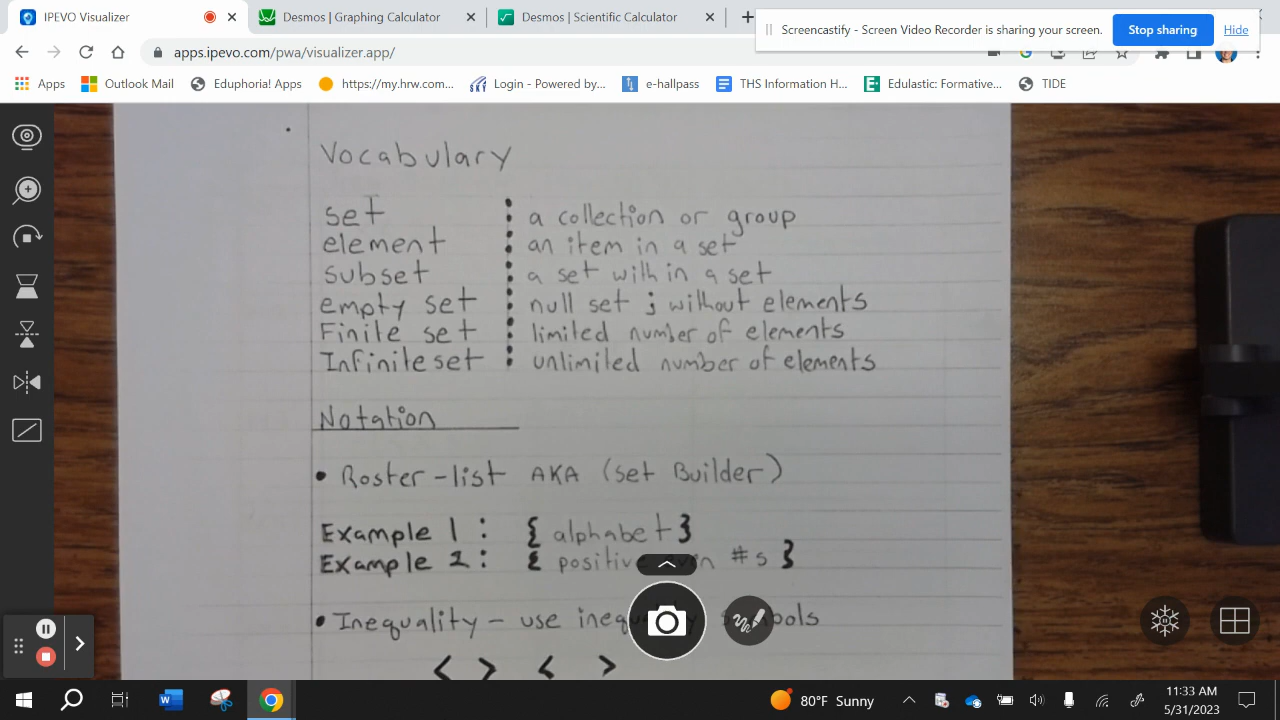 IPEVO Visualizer
Desmos | Graphing Calculator
Desmos | Scientific Calculator
Screencastify - Screen Video Recorder is sharing your screen.
Stop sharing
Hide
apps.ipevo.com/pwa/visualizer.app/
Apps
Outlook Mail
Eduphoria! Apps
https://my.hrw.com...
Login - Powered by...
e-hallpass
THS Information H...
Edulastic: Formative...
TIDE
Vocabulary
set : a collection or group
element : an item in a set
subset : a set with in a set
empty set : null set ; without elements
Finite set : limited number of elements
Infinite set : unlimited number of elements
Notation
• Roster-list AKA (set Builder)
Example 1: { alphabet }
Example 2: { positive #s }
• Inequality - use
< > < >
80°F Sunny
11:33 AM
5/31/2023